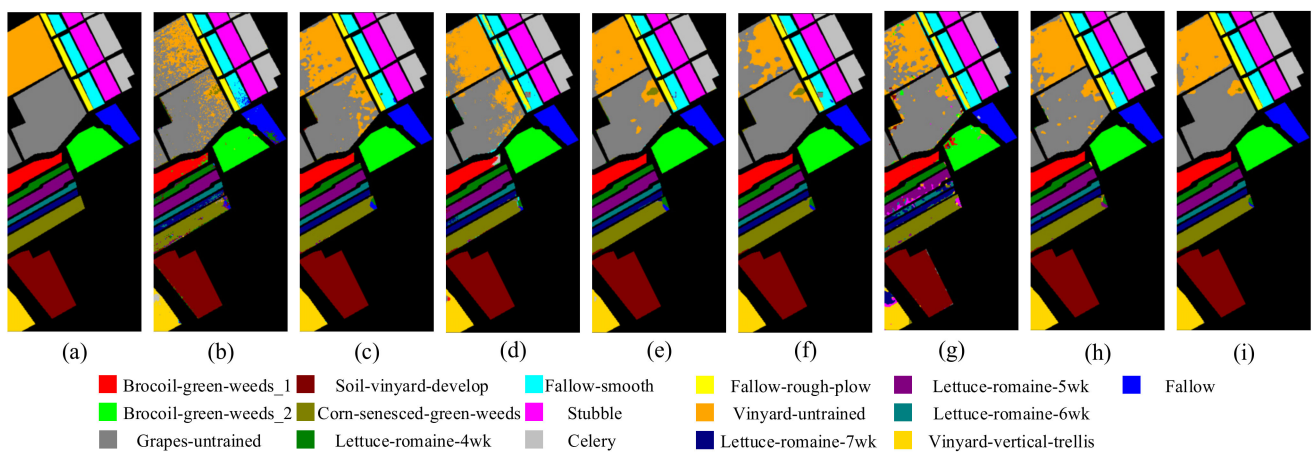 (a) (b) (c) (d) (e) (f) (g) (h) (i)
Brocoil-green-weeds_1 Soil-vinyard-develop Fallow-smooth Fallow-rough-plow Lettuce-romaine-5wk Fallow
Brocoil-green-weeds_2 Corn-senesced-green-weeds Stubble Vinyard-untrained Lettuce-romaine-6wk
Grapes-untrained Lettuce-romaine-4wk Celery Lettuce-romaine-7wk Vinyard-vertical-trellis